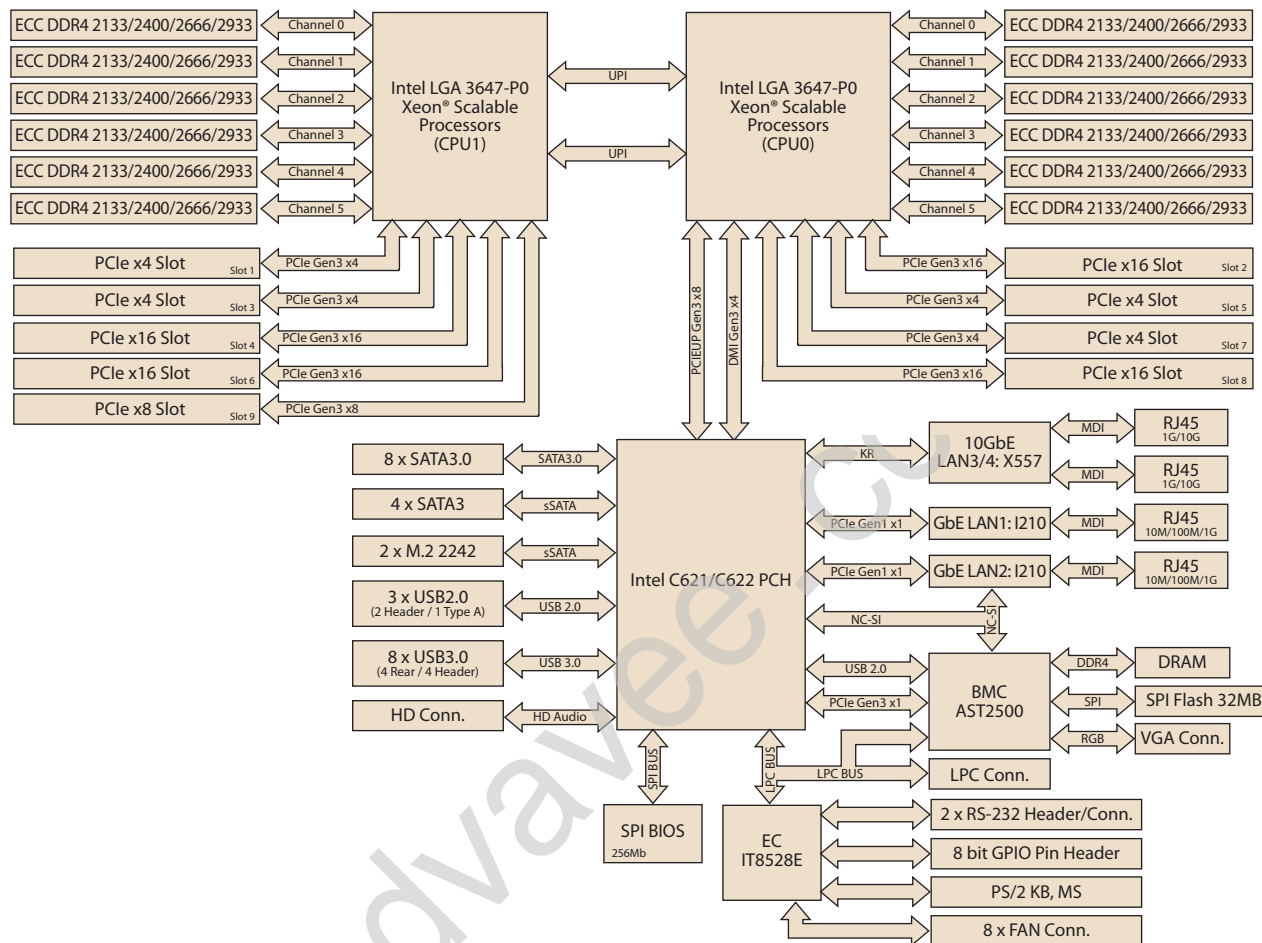 ECC DDR4 2133/2400/2666/2933
Channel 0
ECC DDR4 2133/2400/2666/2933
Channel 1
ECC DDR4 2133/2400/2666/2933
Channel 2
ECC DDR4 2133/2400/2666/2933
Channel 3
ECC DDR4 2133/2400/2666/2933
Channel 4
ECC DDR4 2133/2400/2666/2933
Channel 5
Intel LGA 3647-P0
Xeon® Scalable
Processors
(CPU1)
UPI
UPI
Intel LGA 3647-P0
Xeon® Scalable
Processors
(CPU0)
Channel 0
ECC DDR4 2133/2400/2666/2933
Channel 1
ECC DDR4 2133/2400/2666/2933
Channel 2
ECC DDR4 2133/2400/2666/2933
Channel 3
ECC DDR4 2133/2400/2666/2933
Channel 4
ECC DDR4 2133/2400/2666/2933
Channel 5
ECC DDR4 2133/2400/2666/2933
PCIe x4 Slot
Slot 1
PCIe Gen3 x4
PCIe x4 Slot
Slot 3
PCIe Gen3 x4
PCIe x16 Slot
Slot 4
PCIe Gen3 x16
PCIe x16 Slot
Slot 6
PCIe Gen3 x16
PCIe x8 Slot
Slot 9
PCIe Gen3 x8
PCIEUP Gen3 x8
DMI Gen3 x4
PCIe Gen3 x16
PCIe x16 Slot
Slot 2
PCIe Gen3 x4
PCIe x4 Slot
Slot 5
PCIe Gen3 x4
PCIe x4 Slot
Slot 7
PCIe Gen3 x16
PCIe x16 Slot
Slot 8
8 x SATA3.0
SATA3.0
4 x SATA3
sSATA
2 x M.2 2242
sSATA
3 x USB2.0
(2 Header / 1 Type A)
USB 2.0
8 x USB3.0
(4 Rear / 4 Header)
USB 3.0
HD Conn.
HD Audio
Intel C621/C622 PCH
KR
10GbE
LAN3/4: X557
MDI
RJ45
1G/10G
MDI
RJ45
1G/10G
PCIe Gen1 x1
GbE LAN1: I210
MDI
RJ45
10M/100M/1G
PCIe Gen1 x1
GbE LAN2: I210
MDI
RJ45
10M/100M/1G
NC-SI
NC-SI
USB 2.0
PCIe Gen3 x1
BMC
AST2500
DDR4
DRAM
SPI
SPI Flash 32MB
RGB
VGA Conn.
SPI BUS
LPC BUS
LPC BUS
LPC Conn.
SPI BIOS
256Mb
EC
IT8528E
2 x RS-232 Header/Conn.
8 bit GPIO Pin Header
PS/2 KB, MS
8 x FAN Conn.
dvavee.co